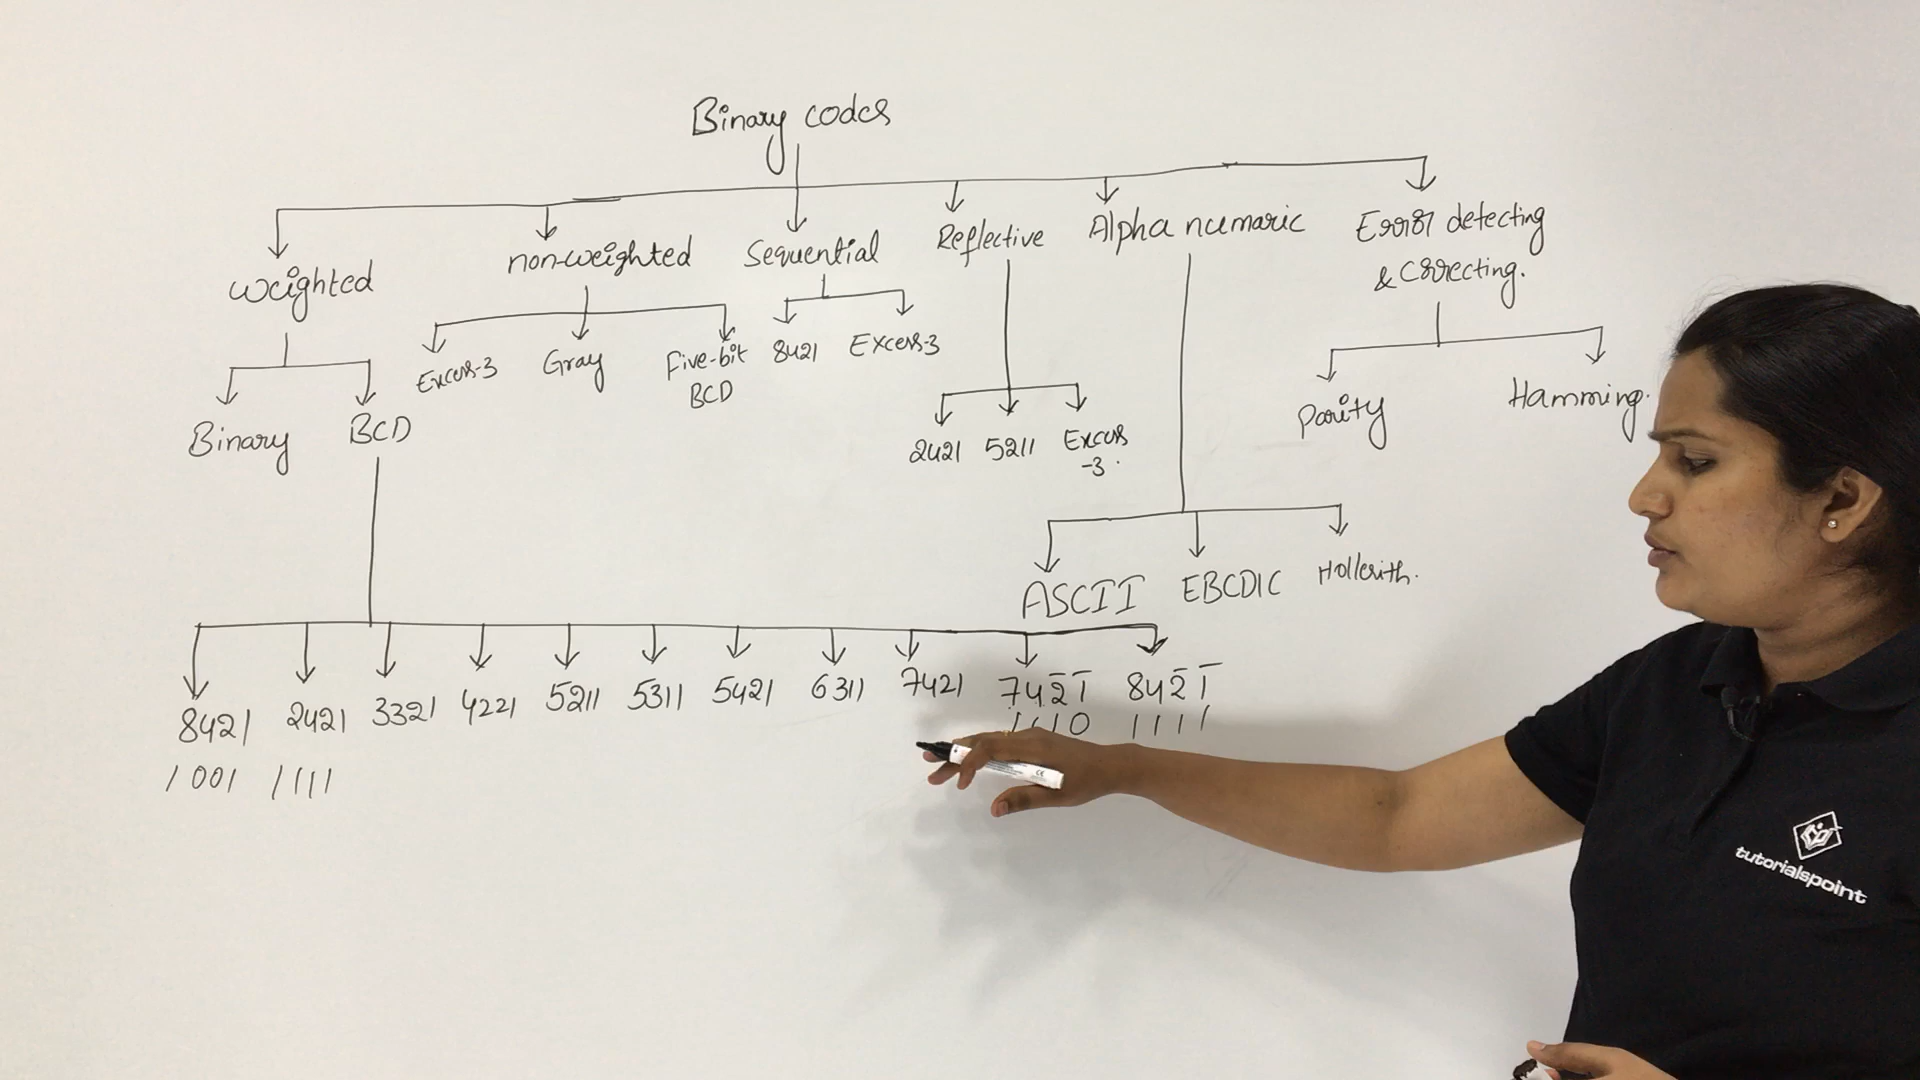 Binary codes
weighted
non-weighted
Sequential
Reflective
Alpha numaric
Error detecting
& Correcting.
Binary
BCD
Excess-3
Gray
Five-bit
BCD
8421
Excess-3
2421
5211
Excess
-3.
Parity
Hamming.
ASCII
EBCDIC
Hollerith.
8421
2421
3321
4221
5211
5311
5421
6311
7421
742̅1̅
842̅1̅
1001
1111
1110
1111
tutorialspoint